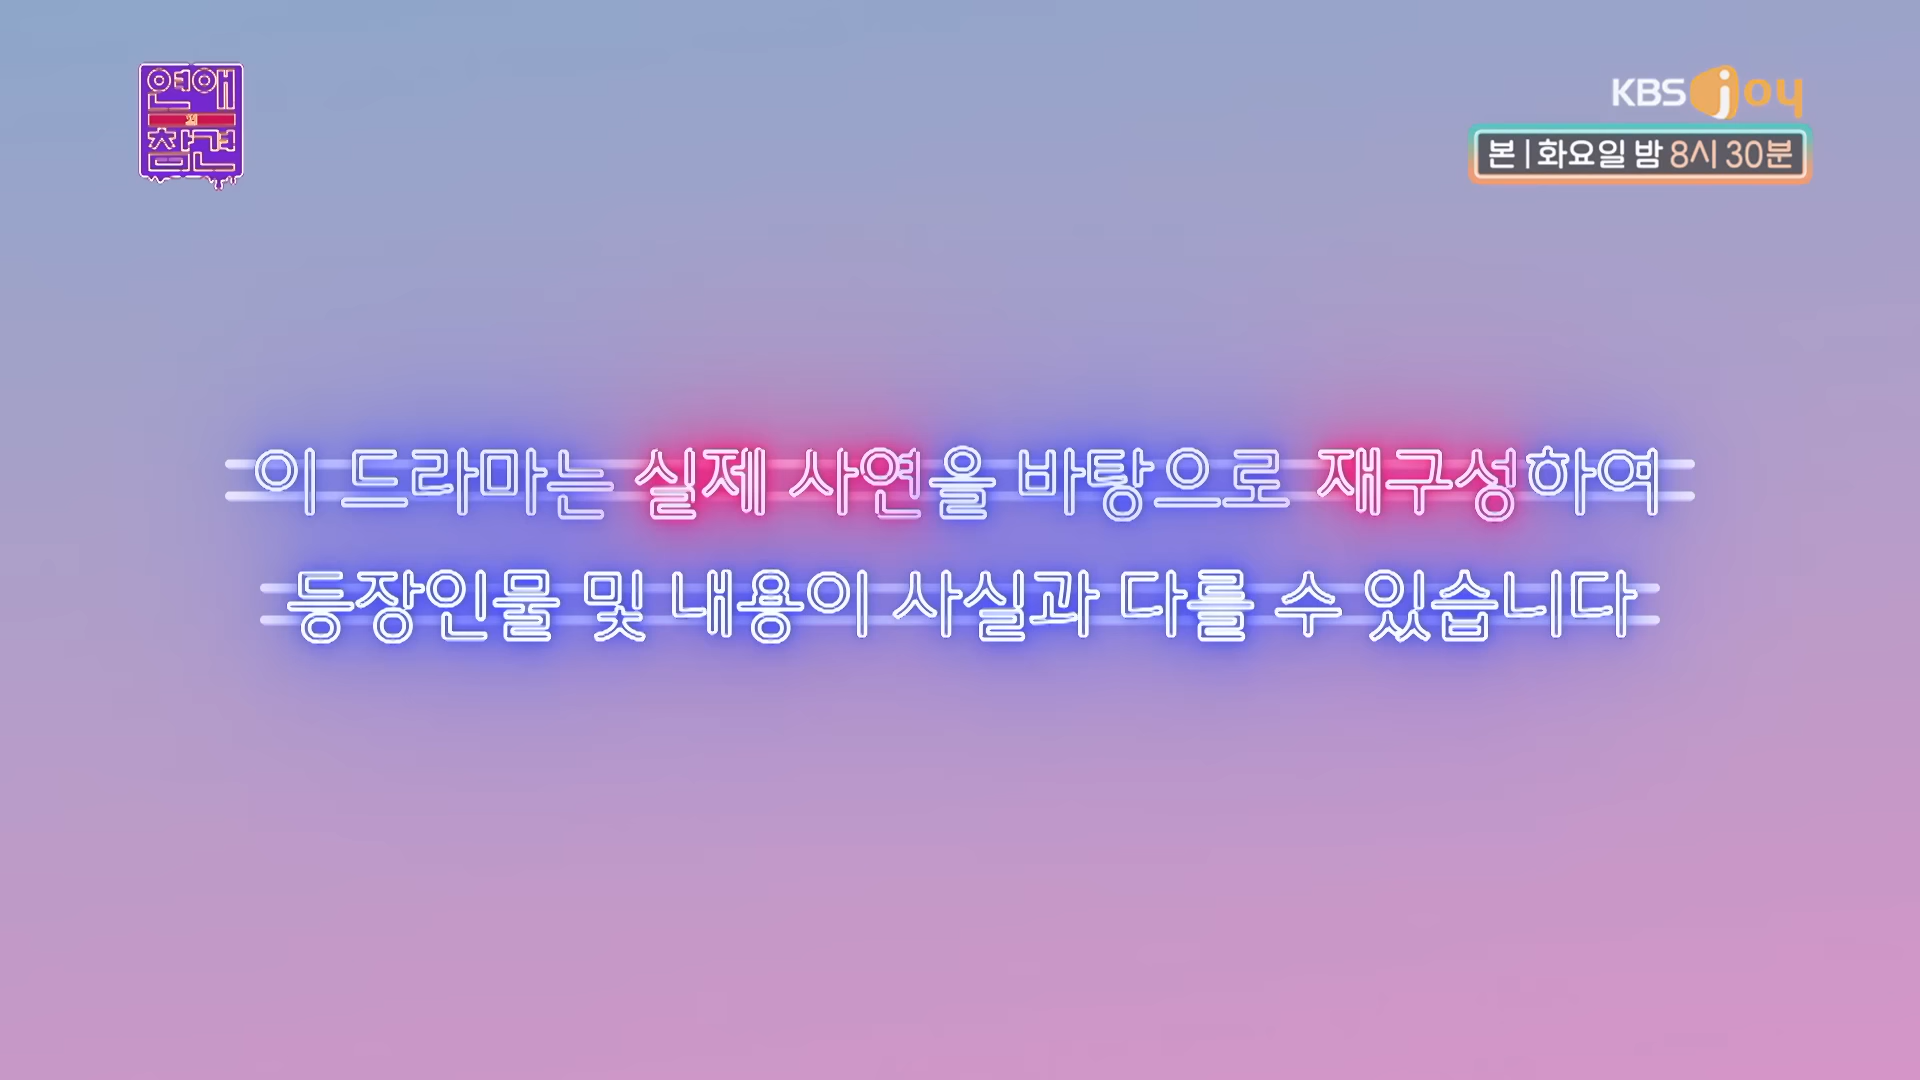 연애
의
참견
KBS joy
본 | 화요일 밤 8시 30분
이 드라마는 실제 사연을 바탕으로 재구성하여
등장인물 및 내용이 사실과 다를 수 있습니다